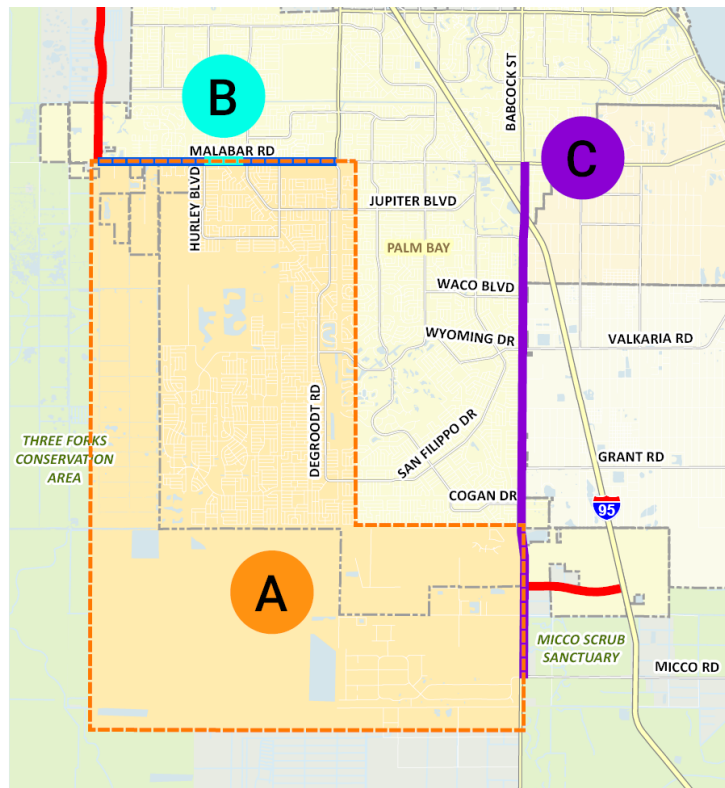 BABCOCK ST
B
C
MALABAR RD
HURLEY BLVD
JUPITER BLVD
PALM BAY
WACO BLVD
WYOMING DR
VALKARIA RD
DEGROODT RD
THREE FORKS
CONSERVATION
AREA
SAN FILIPPO DR
GRANT RD
COGAN DR
95
A
MICCO SCRUB
SANCTUARY
MICCO RD